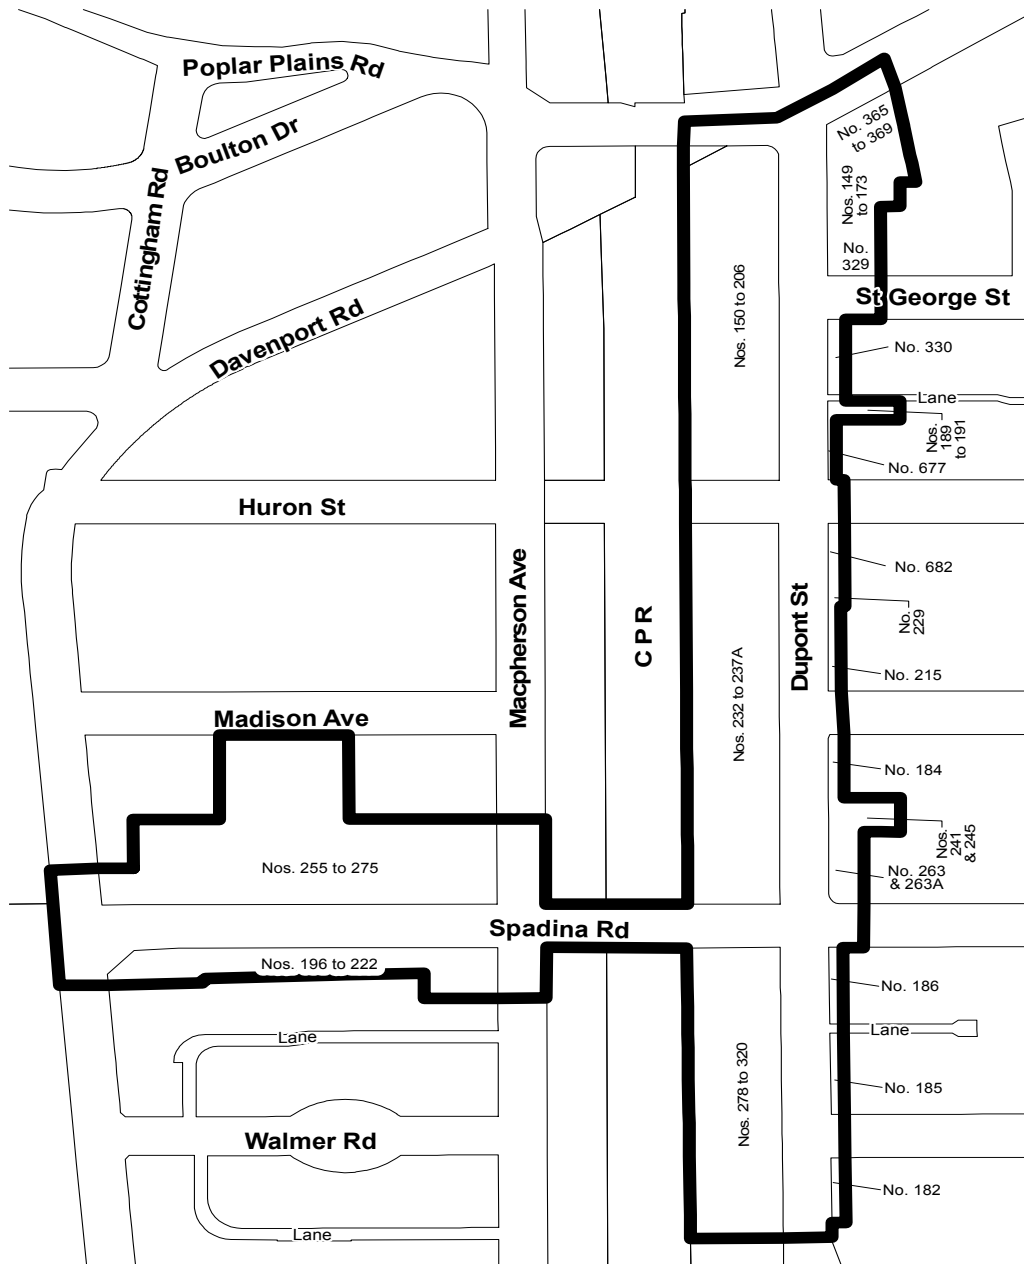 Poplar Plains Rd
Boulton Dr
Cottingham Rd
Davenport Rd
No. 365
to 369
Nos. 149
to 173
No.
329
St George St
Nos. 150 to 206
No. 330
Lane
Nos.
189
to 191
No. 677
Huron St
Macpherson Ave
CPR
Dupont St
No. 682
No.
229
No. 215
Madison Ave
Nos. 232 to 237A
No. 184
Nos.
241
& 245
Nos. 255 to 275
No. 263
& 263A
Spadina Rd
Nos. 196 to 222
No. 186
Lane
Lane
Nos. 278 to 320
No. 185
Walmer Rd
No. 182
Lane